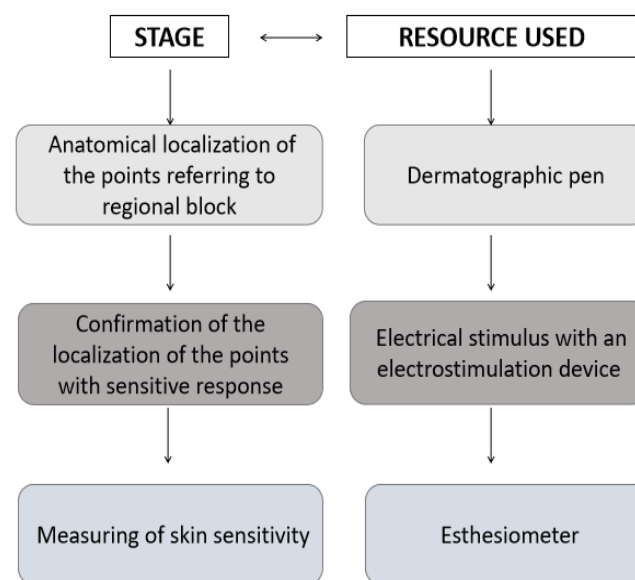 STAGE
RESOURCE USED
Anatomical localization of
the points referring to
regional block
Dermatographic pen
Confirmation of the
localization of the points
with sensitive response
Electrical stimulus with an
electrostimulation device
Measuring of skin sensitivity
Esthesiometer